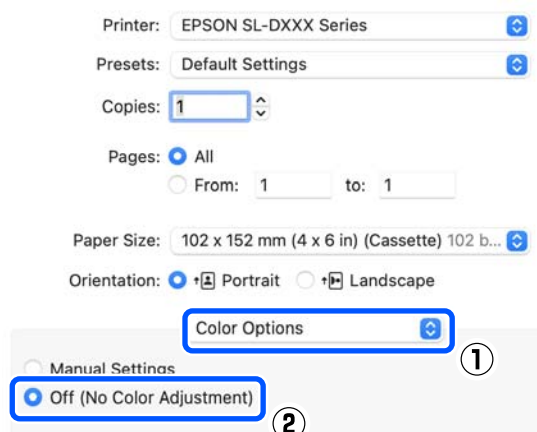 Printer: EPSON SL-DXXX Series
Presets: Default Settings
Copies: 1
Pages: All
From: 1 to: 1
Paper Size: 102 x 152 mm (4 x 6 in) (Cassette) 102 b...
Orientation: Portrait Landscape
Color Options
①
Manual Settings
Off (No Color Adjustment)
②